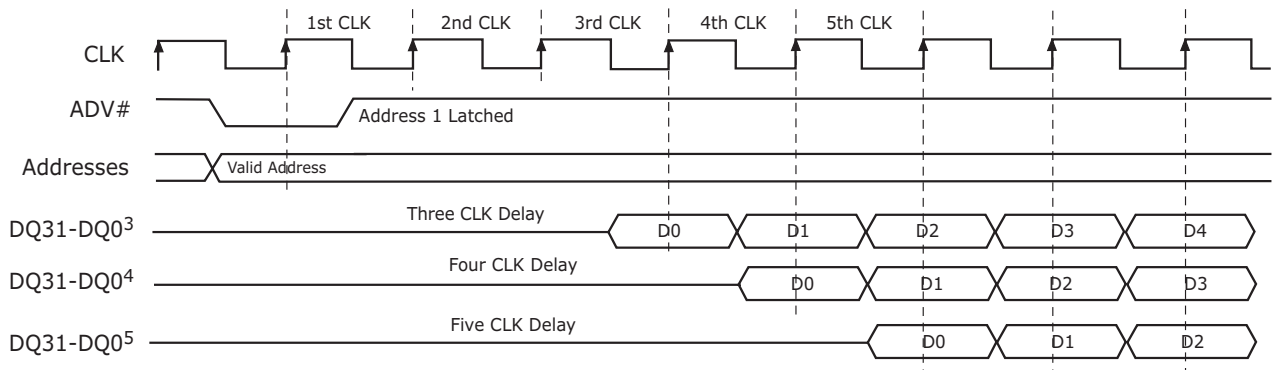 1st CLK 2nd CLK 3rd CLK 4th CLK 5th CLK
CLK
ADV#
Address 1 Latched
Addresses
Valid Address
Three CLK Delay
DQ31-DQ0³
D0 D1 D2 D3 D4
Four CLK Delay
DQ31-DQ0⁴
D0 D1 D2 D3
Five CLK Delay
DQ31-DQ0⁵
D0 D1 D2